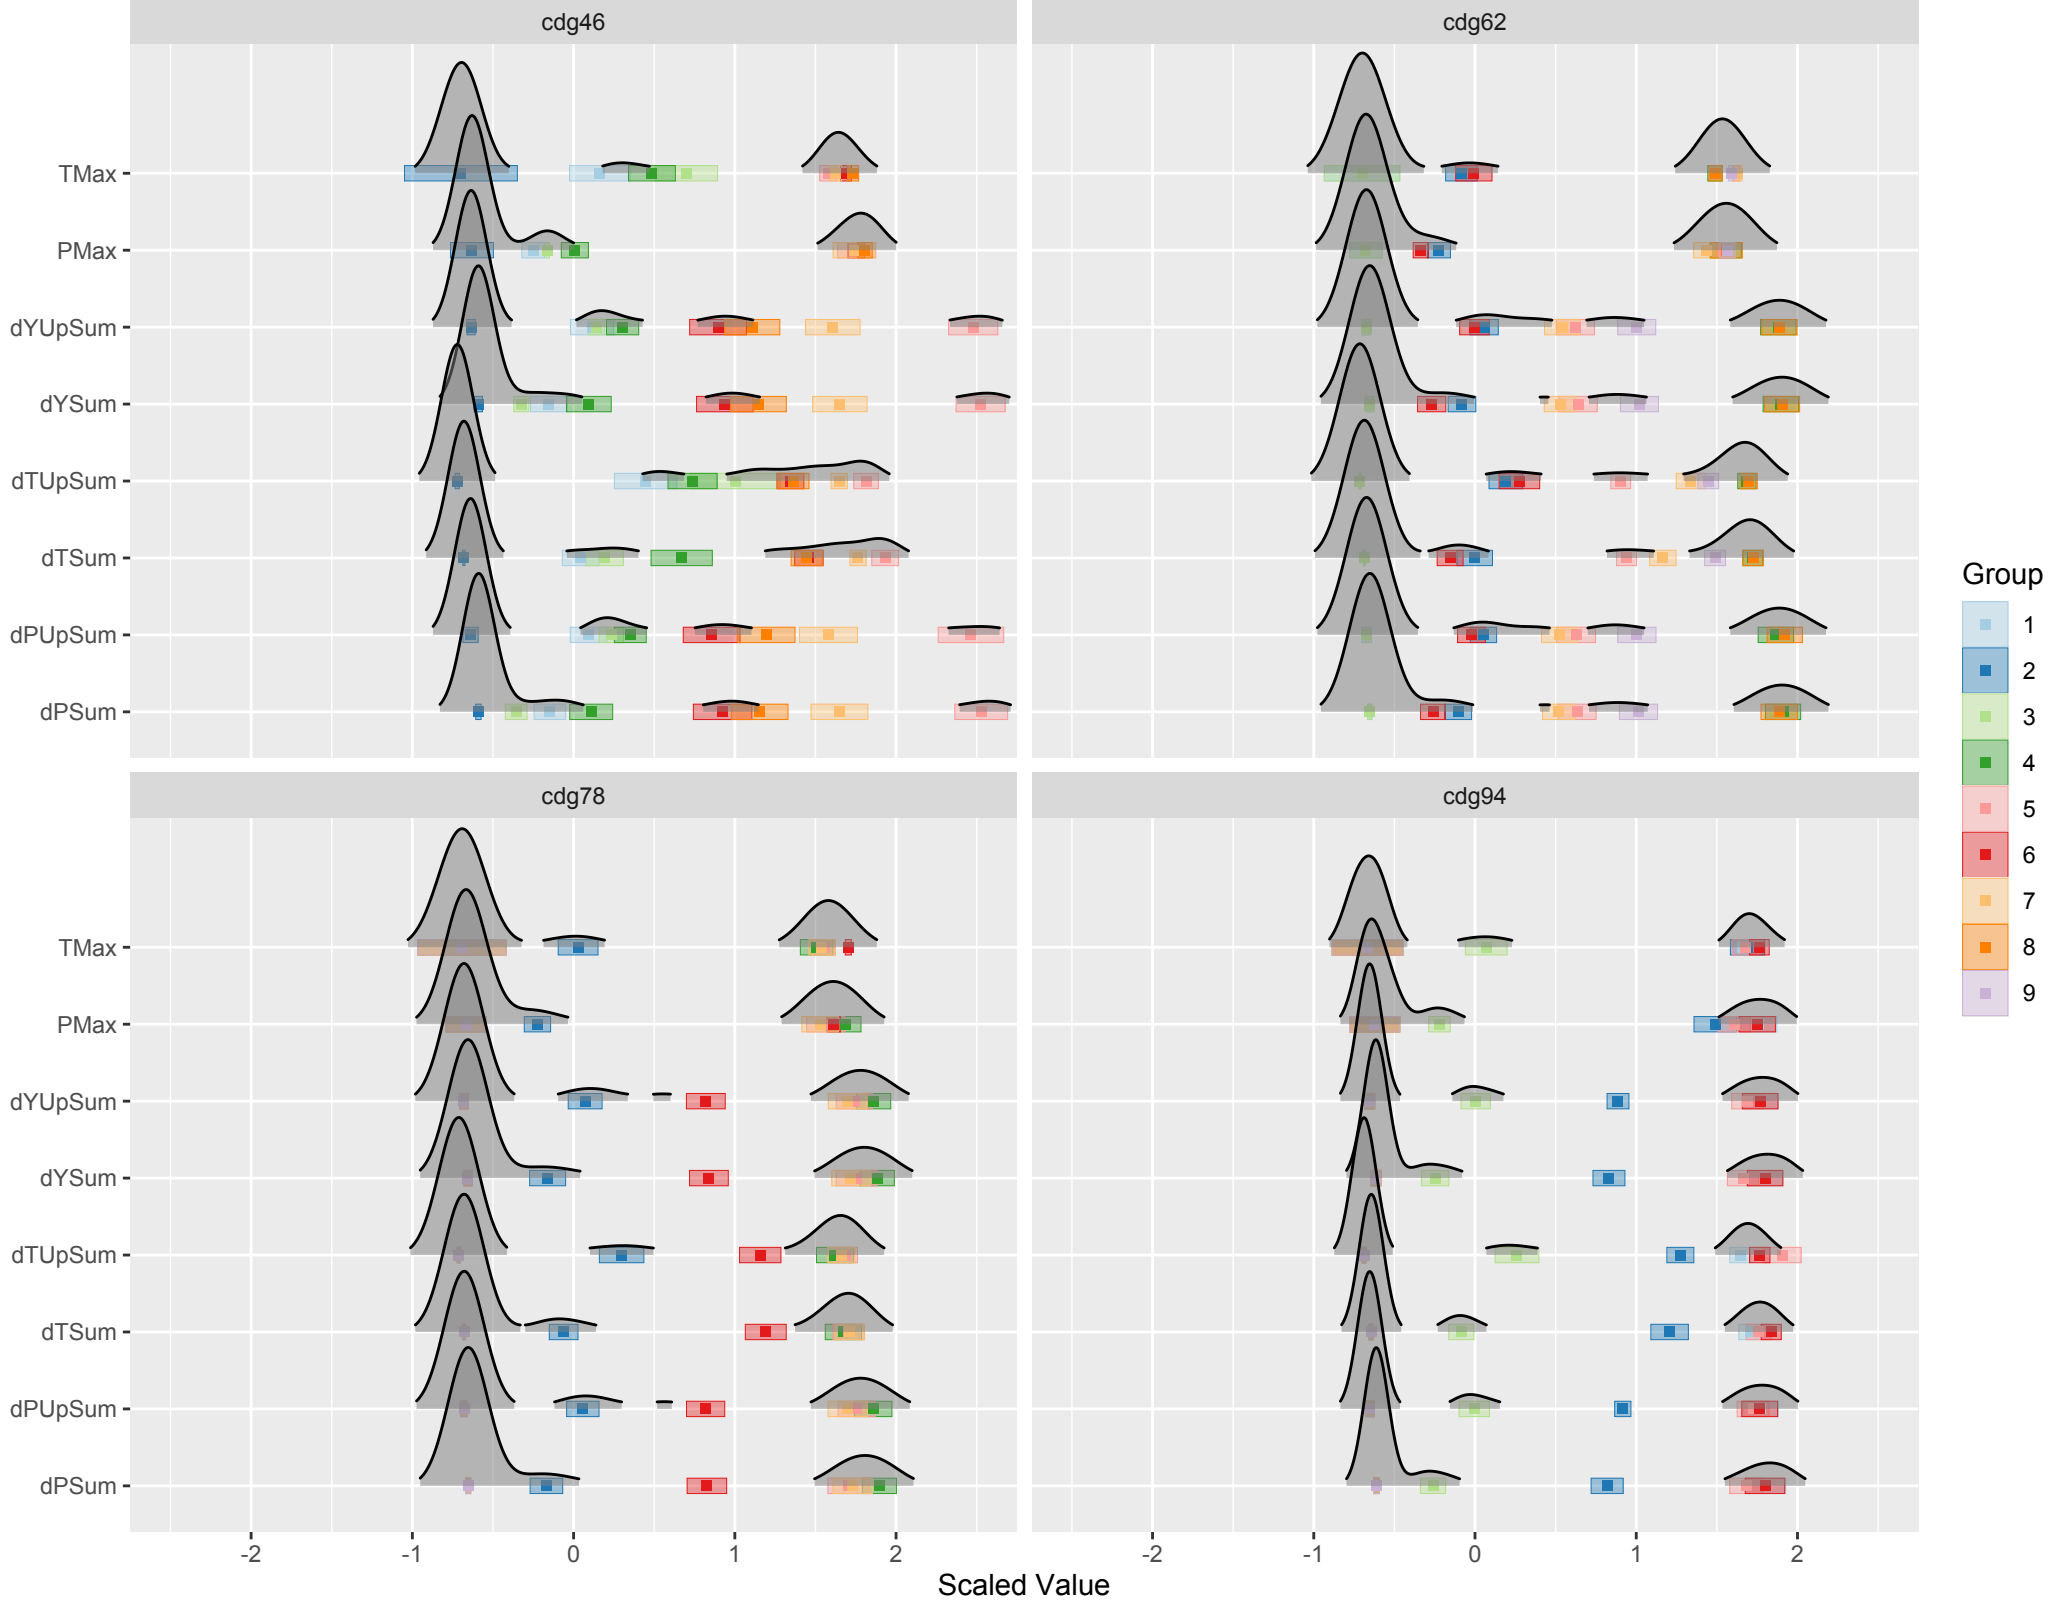 cdg46
cdg62
TMax
PMax
dYUpSum
dYSum
dTUpSum
dTSum
dPUpSum
dPSum
cdg78
cdg94
TMax
PMax
dYUpSum
dYSum
dTUpSum
dTSum
dPUpSum
dPSum
-2 -1 0 1 2
-2 -1 0 1 2
Scaled Value
Group
1
2
3
4
5
6
7
8
9